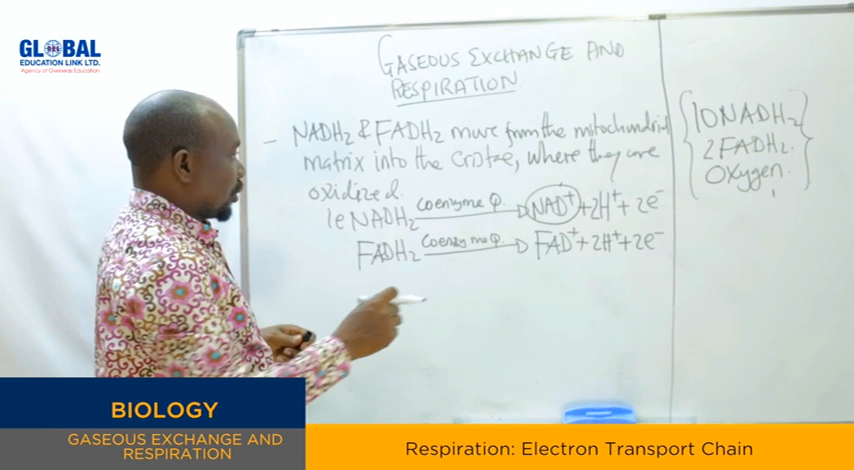 GLOBAL
GEL
EDUCATION LINK LTD.
Agency of Overseas Education
GASEOUS EXCHANGE AND
RESPIRATION
- NADH2 & FADH2 move from the mitochondrial
matrix into the cristae, where they are
oxidized.
ie NADH2 coenzyme Q. → NAD+ + 2H+ + 2e-
FADH2 coenzyme Q. → FAD+ + 2H+ + 2e-
10NADH2
2FADH2.
Oxygen.
BIOLOGY
GASEOUS EXCHANGE AND
RESPIRATION
Respiration: Electron Transport Chain